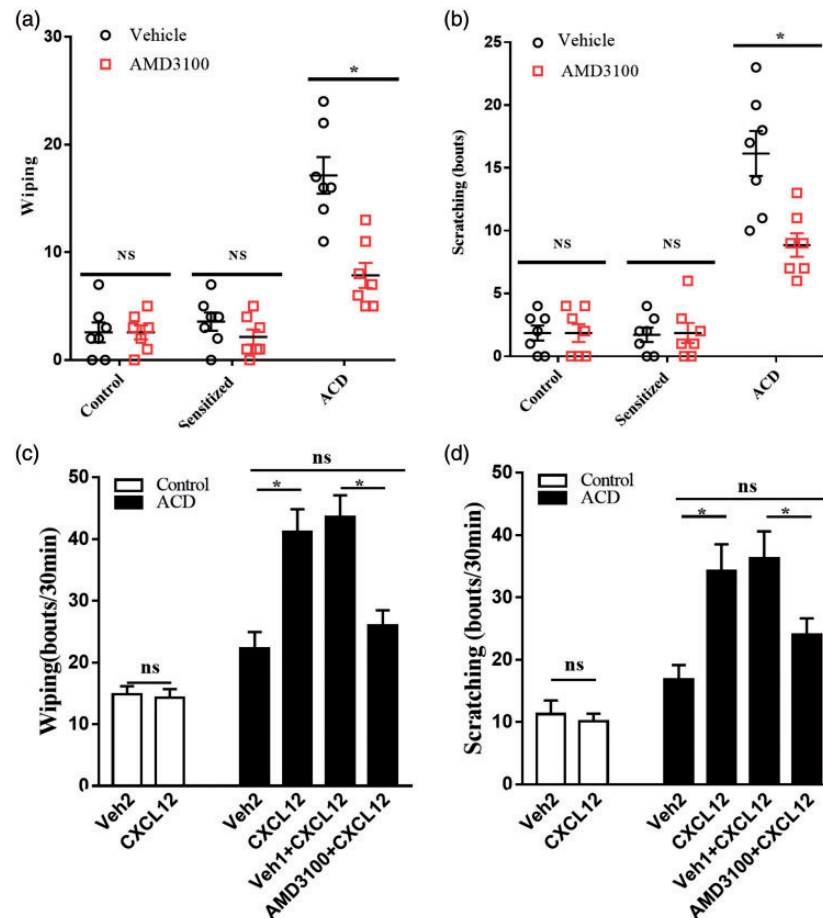 (a)
30
20
10
0
Wiping
Vehicle
AMD3100
NS
NS
*
Control
Sensitized
ACD
(b)
25
20
15
10
5
0
Scratching (bouts)
Vehicle
AMD3100
NS
NS
*
Control
Sensitized
ACD
(c)
50
40
30
20
10
0
Wiping(bouts/30min)
Control
ACD
ns
ns
*
*
Veh2
CXCL12
Veh2
CXCL12
Veh1+CXCL12
AMD3100+CXCL12
(d)
50
40
30
20
10
0
Scratching (bouts/30min)
Control
ACD
ns
ns
*
*
Veh2
CXCL12
Veh2
CXCL12
Veh1+CXCL12
AMD3100+CXCL12